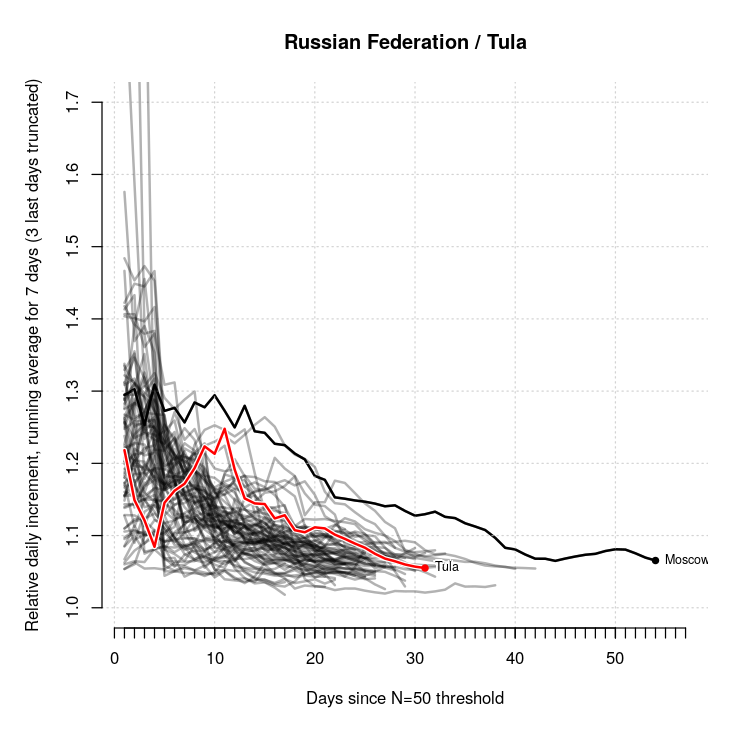 Russian Federation / Tula
Relative daily increment, running average for 7 days (3 last days truncated)
1.7
1.6
1.5
1.4
1.3
1.2
1.1
1.0
Tula
Moscow
0 10 20 30 40 50
Days since N=50 threshold